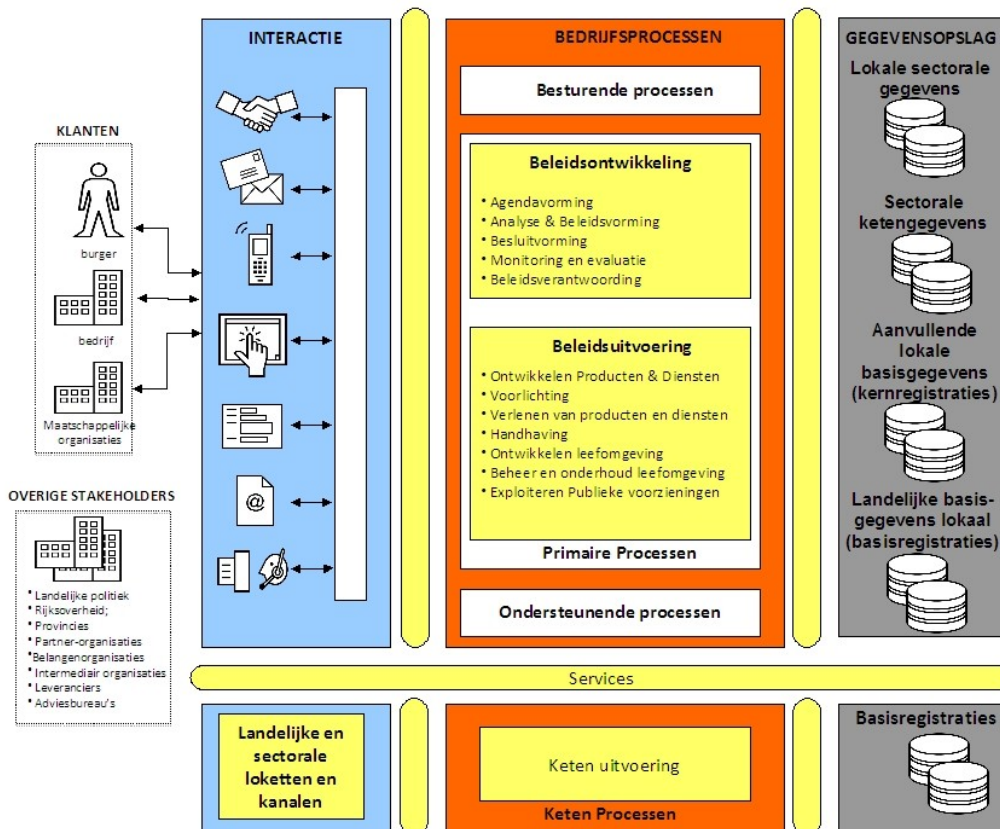 KLANTEN
burger
bedrijf
Maatschappelijke
organisaties
OVERIGE STAKEHOLDERS
• Landelijke politiek
• Rijksoverheid;
• Provincies
• Partner-organisaties
• Belangenorganisaties
• Intermediair organisaties
• Leveranciers
• Adviesbureau's
INTERACTIE
@
BEDRIJFSPROCESSEN
Besturende processen
Beleidsontwikkeling
• Agendavorming
• Analyse & Beleidsvorming
• Besluitvorming
• Monitoring en evaluatie
• Beleidsverantwoording
Beleidsuitvoering
• Ontwikkelen Producten & Diensten
• Voorlichting
• Verlenen van producten en diensten
• Handhaving
• Ontwikkelen leefomgeving
• Beheer en onderhoud leefomgeving
• Exploiteren Publieke voorzieningen
Primaire Processen
Ondersteunende processen
GEGEVENSOPSLAG
Lokale sectorale
gegevens
Sectorale
ketengegevens
Aanvullende
lokale
basisgegevens
(kernregistraties)
Landelijke basis-
gegevens lokaal
(basisregistraties)
Services
Landelijke en
sectorale
loketten en
kanalen
Keten uitvoering
Keten Processen
Basisregistraties